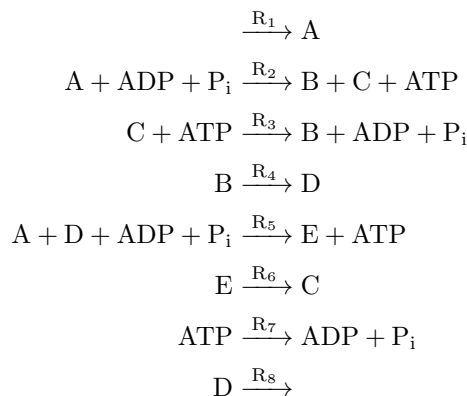 R₁ → A
A + ADP + Pᵢ R₂ → B + C + ATP
C + ATP R₃ → B + ADP + Pᵢ
B R₄ → D
A + D + ADP + Pᵢ R₅ → E + ATP
E R₆ → C
ATP R₇ → ADP + Pᵢ
D R₈ →